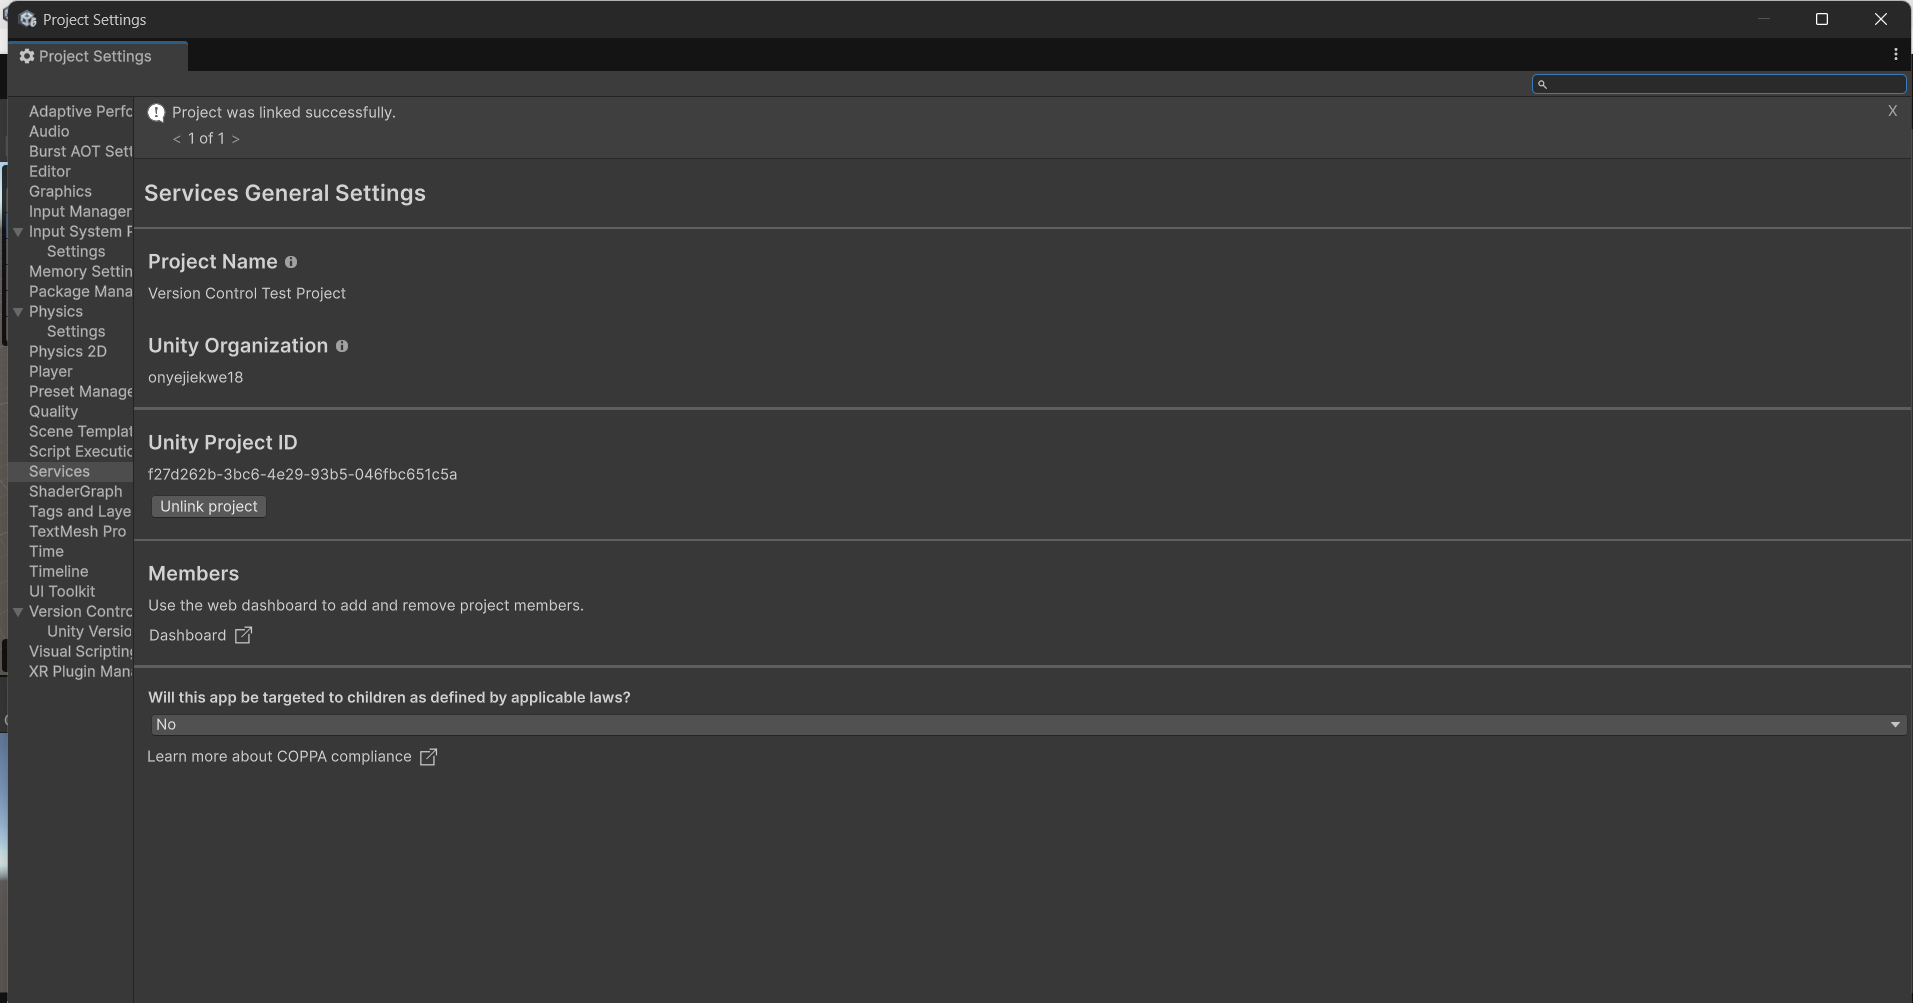 Project Settings
Project Settings
Project was linked successfully.
< 1 of 1 >
X
Adaptive Perfc
Audio
Burst AOT Sett
Editor
Graphics
Input Manager
Input System P
Settings
Memory Settin
Package Mana
Physics
Settings
Physics 2D
Player
Preset Manage
Quality
Scene Templat
Script Executic
Services
ShaderGraph
Tags and Laye
TextMesh Pro
Time
Timeline
UI Toolkit
Version Contrc
Unity Versio
Visual Scripting
XR Plugin Mana
Services General Settings
Project Name
Version Control Test Project
Unity Organization
onyejiekwe18
Unity Project ID
f27d262b-3bc6-4e29-93b5-046fbc651c5a
Unlink project
Members
Use the web dashboard to add and remove project members.
Dashboard
Will this app be targeted to children as defined by applicable laws?
No
Learn more about COPPA compliance